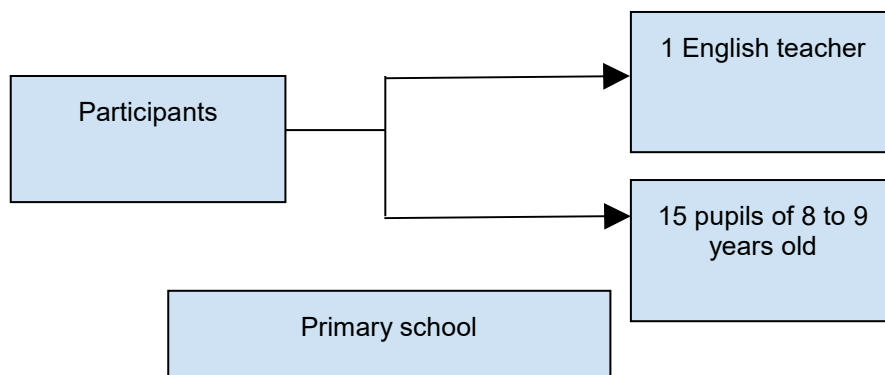 1 English teacher
Participants
15 pupils of 8 to 9
years old
Primary school